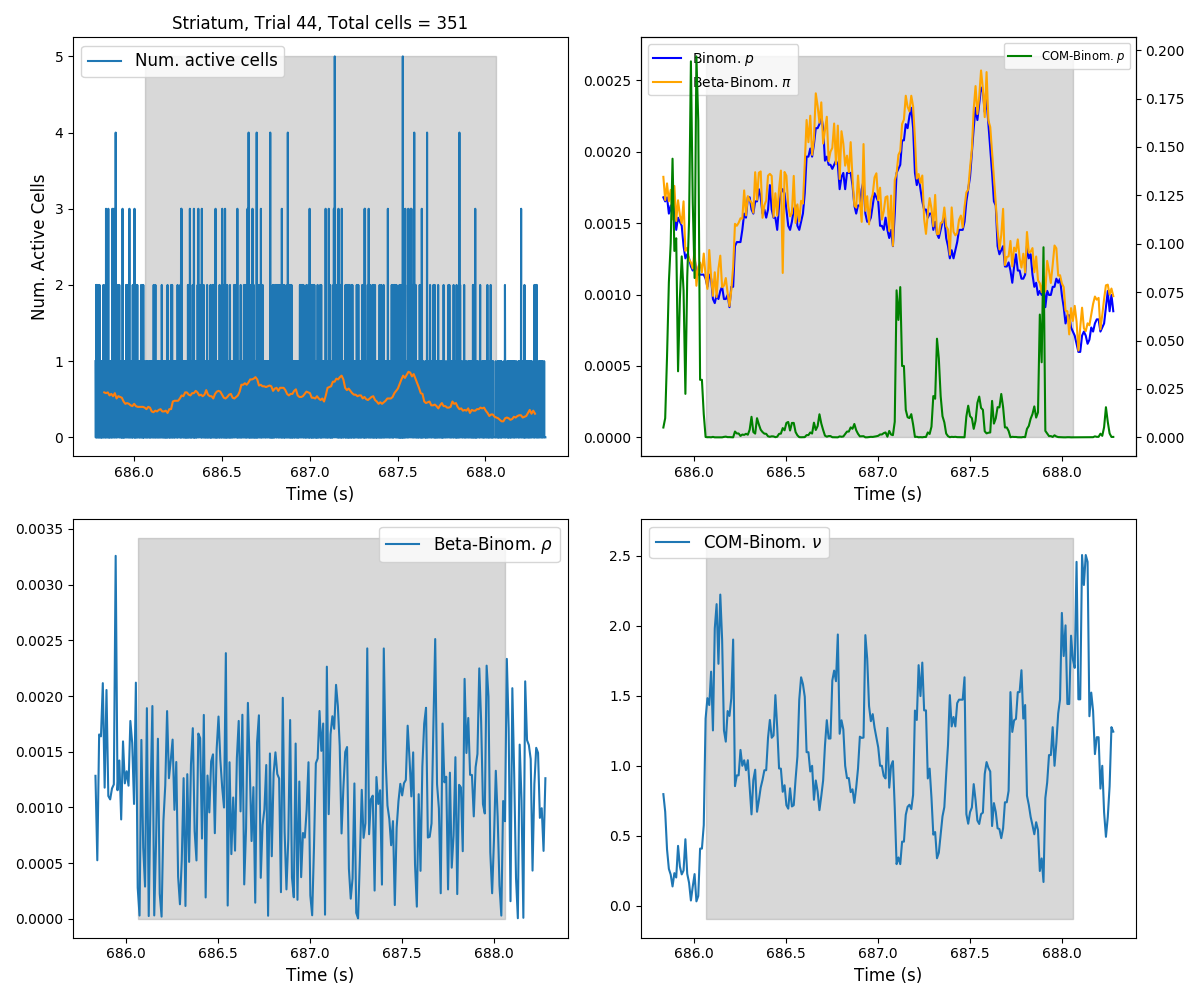 Striatum, Trial 44, Total cells = 351
Num. active cells
Num. Active Cells
5
4
3
2
1
0
686.0 686.5 687.0 687.5 688.0
Time (s)
Binom. p
Beta-Binom. π
COM-Binom. p
0.0025
0.0020
0.0015
0.0010
0.0005
0.0000
0.200
0.175
0.150
0.125
0.100
0.075
0.050
0.025
0.000
686.0 686.5 687.0 687.5 688.0
Time (s)
Beta-Binom. ρ
0.0035
0.0030
0.0025
0.0020
0.0015
0.0010
0.0005
0.0000
686.0 686.5 687.0 687.5 688.0
Time (s)
COM-Binom. ν
2.5
2.0
1.5
1.0
0.5
0.0
686.0 686.5 687.0 687.5 688.0
Time (s)